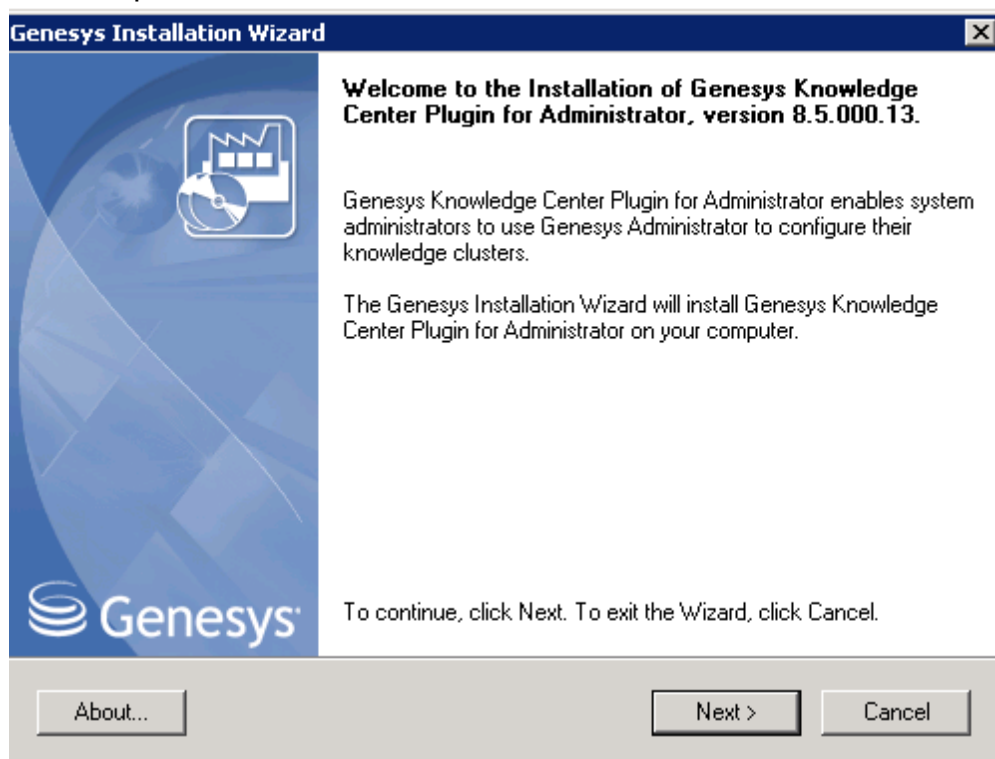 Genesys Installation Wizard
Welcome to the Installation of Genesys Knowledge
Center Plugin for Administrator, version 8.5.000.13.
Genesys Knowledge Center Plugin for Administrator enables system
administrators to use Genesys Administrator to configure their
knowledge clusters.
The Genesys Installation Wizard will install Genesys Knowledge
Center Plugin for Administrator on your computer.
Genesys
To continue, click Next. To exit the Wizard, click Cancel.
About...
Next >
Cancel